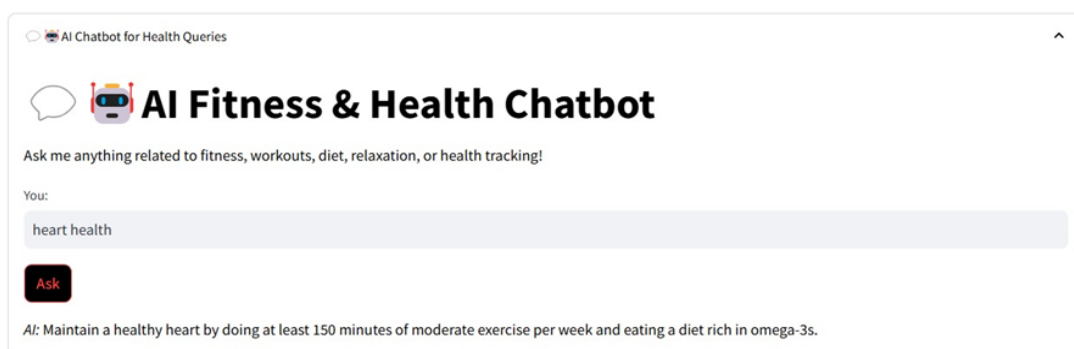 AI Chatbot for Health Queries
AI Fitness & Health Chatbot
Ask me anything related to fitness, workouts, diet, relaxation, or health tracking!
You:
heart health
Ask
AI: Maintain a healthy heart by doing at least 150 minutes of moderate exercise per week and eating a diet rich in omega-3s.